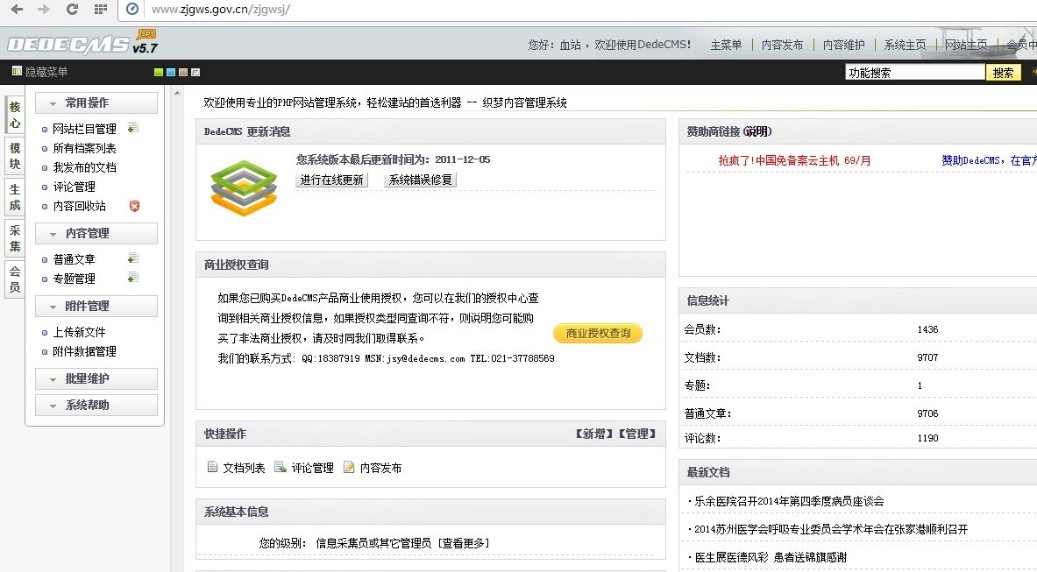 www.zjgws.gov.cn/zjgwsj/
DEDECMS v5.7 SP1
您好：血站，欢迎使用DedeCMS！ 主菜单 内容发布 内容维护 系统主页 网站主页 会员中
隐藏菜单
功能搜索 搜索
核心
模块
生成
采集
会员
常用操作
网站栏目管理
所有档案列表
我发布的文档
评论管理
内容回收站
内容管理
普通文章
专题管理
附件管理
上传新文件
附件数据管理
批量维护
系统帮助
欢迎使用专业的PHP网站管理系统，轻松建站的首选利器 -- 织梦内容管理系统
DedeCMS 更新消息
您系统版本最后更新时间为：2011-12-05
进行在线更新 系统错误修复
商业授权查询
如果您已购买DedeCMS产品商业使用授权，您可以在我们的授权中心查
询到相关商业授权信息，如果授权类型同查询不符，则说明您可能购
买了非法商业授权，请及时同我们取得联系。
我们的联系方式：QQ:18387919 MSN:jsy@dedecms.com TEL:021-37788569
商业授权查询
快捷操作 【新增】【管理】
文档列表 评论管理 内容发布
系统基本信息
您的级别： 信息采集员或其它管理员 [查看更多]
赞助商链接（说明）
抢疯了！中国免备案云主机 69/月 赞助DedeCMS，在官方
信息统计
会员数： 1436
文档数： 9707
专题： 1
普通文章： 9706
评论数： 1190
最新文档
·乐余医院召开2014年第四季度病员座谈会
·2014苏州医学会呼吸专业委员会学术年会在张家港顺利召开
·医生展医德风彩 患者送锦旗感谢